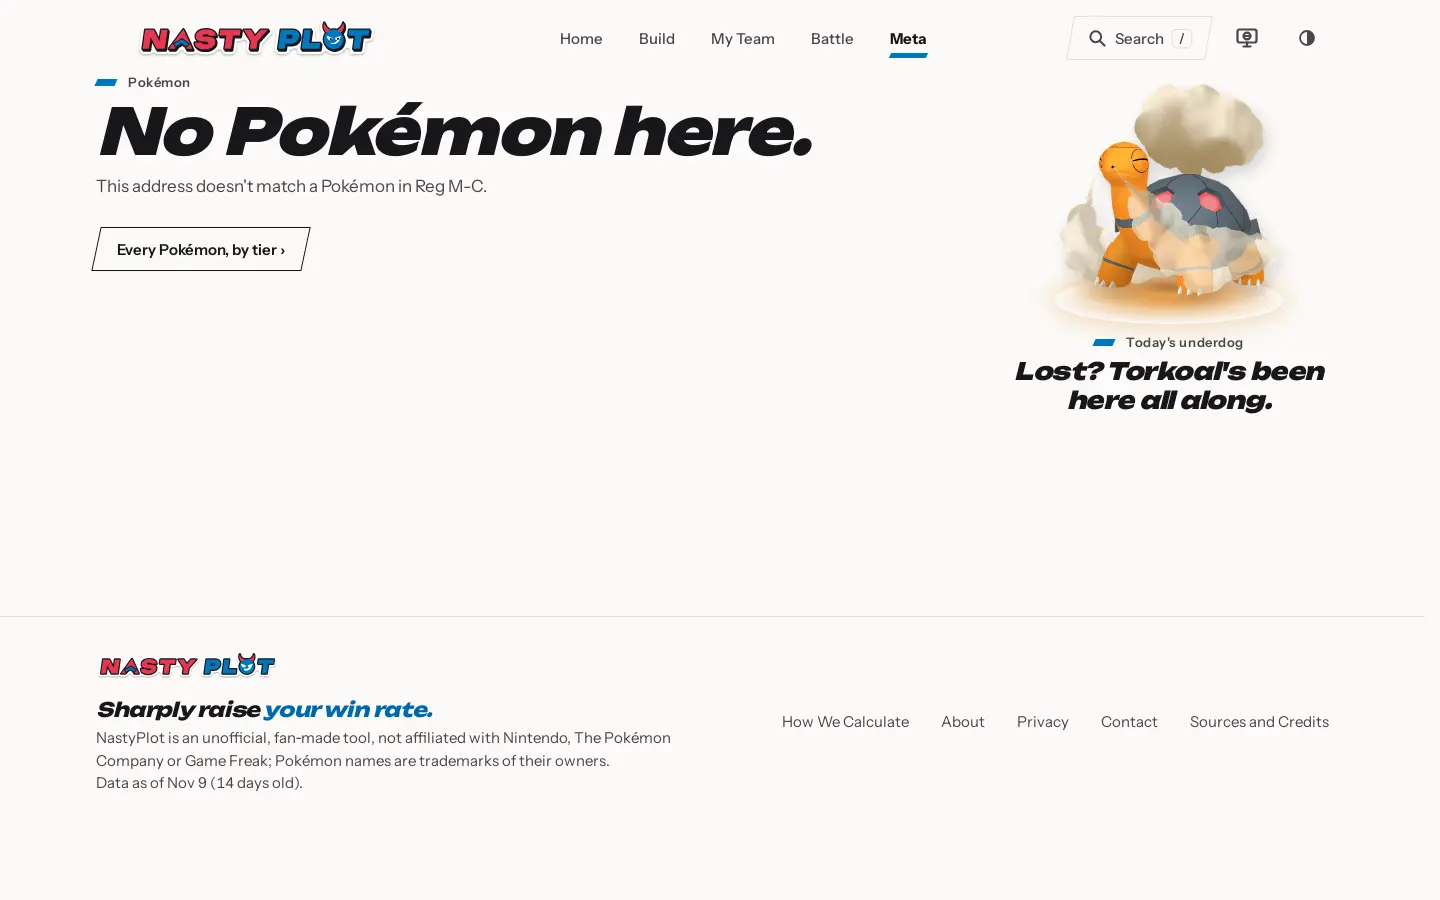 NASTY PLOT
Home
Build
My Team
Battle
Meta
Search /
Pokémon
No Pokémon here.
This address doesn't match a Pokémon in Reg M-C.
Every Pokémon, by tier ›
Today's underdog
Lost? Torkoal's been
here all along.
NASTY PLOT
Sharply raise your win rate.
NastyPlot is an unofficial, fan-made tool, not affiliated with Nintendo, The Pokémon
Company or Game Freak; Pokémon names are trademarks of their owners.
Data as of Nov 9 (14 days old).
How We Calculate
About
Privacy
Contact
Sources and Credits